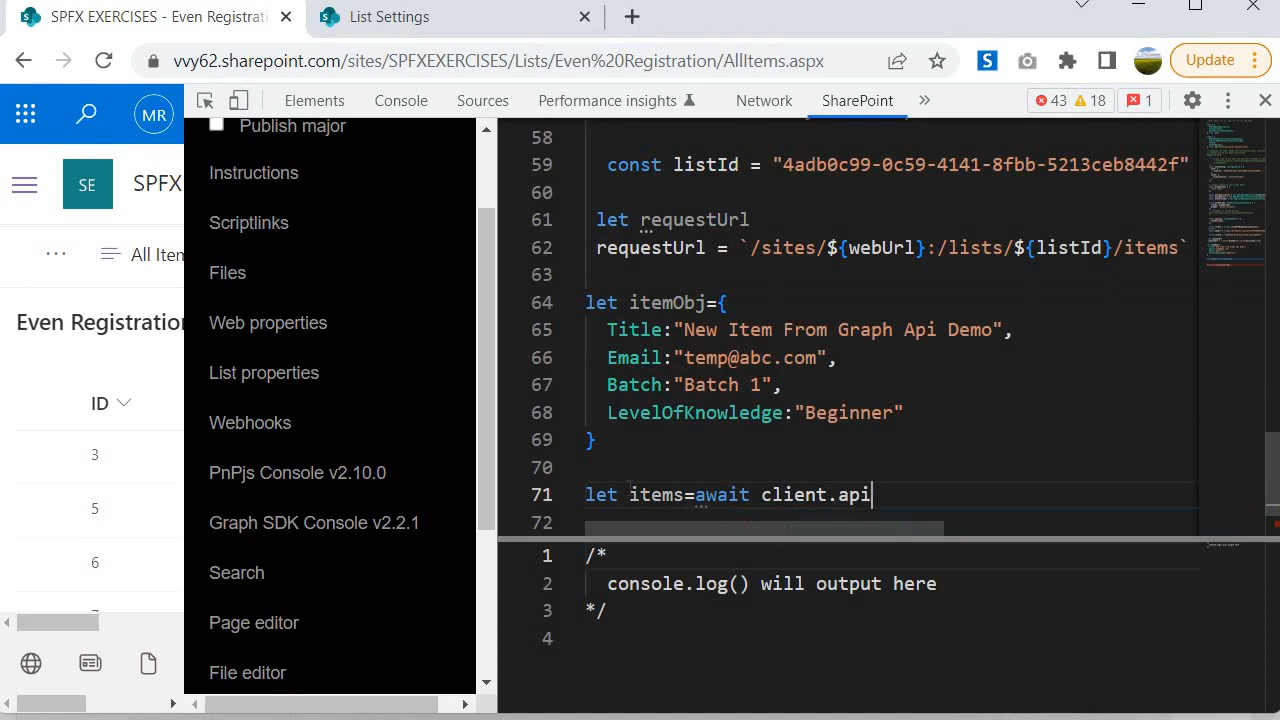 SPFX EXERCISES - Even Registrat
List Settings
vvy62.sharepoint.com/sites/SPFXEXERCISES/Lists/Even%20Registration/AllItems.aspx
S
Update
Elements
Console
Sources
Performance insights
Network
SharePoint
43
18
1
MR
SE
SPFX
All Item
Even Registration
ID
3
5
6
Publish major
Instructions
Scriptlinks
Files
Web properties
List properties
Webhooks
PnPjs Console v2.10.0
Graph SDK Console v2.2.1
Search
Page editor
File editor
58
59 const listId = "4acb0c99-0c59-4141-8fbb-5213ceb8442f"
60
61 let requestUrl
62 requestUrl = `/sites/${webUrl}:/lists/${listId}/items`
63
64 let itemObj={
65 Title:"New Item From Graph Api Demo",
66 Email:"temp@abc.com",
67 Batch:"Batch 1",
68 LevelOfKnowledge:"Beginner"
69 }
70
71 let items=await client.api
72
1 /*
2 console.log() will output here
3 */
4